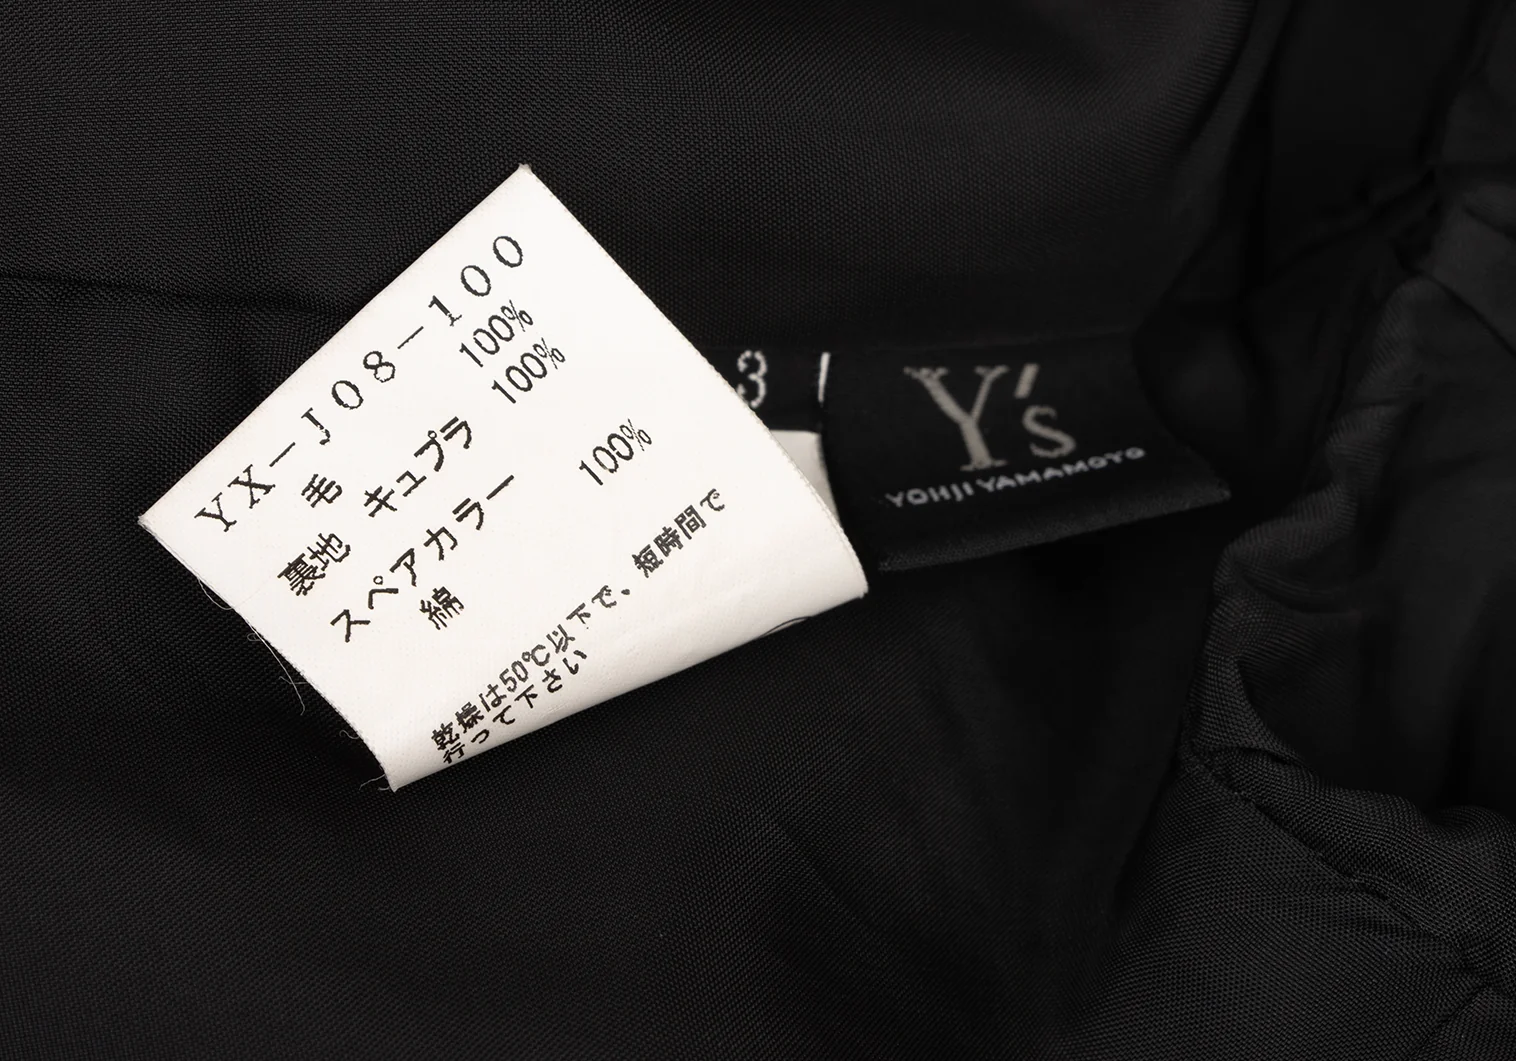 YX-J08-100
毛 100%
裏地 キュプラ 100%
スペアカラー
綿 100%
乾燥は50℃以下で、短時間で
行って下さい
3
Y's
YOHJI YAMAMOTO